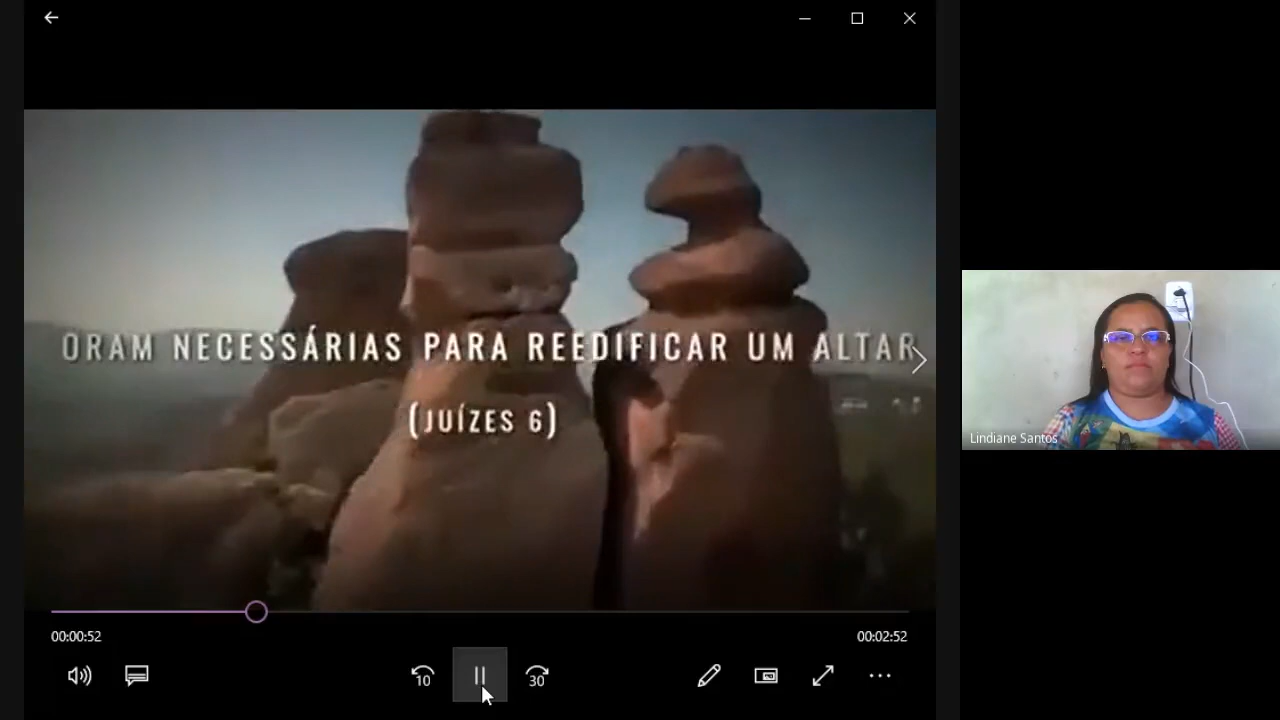 ORAM NECESSÁRIAS PARA REEDIFICAR UM ALTAR
(JUÍZES 6)
Lindiane Santos
00:00:52
00:02:52
10
30